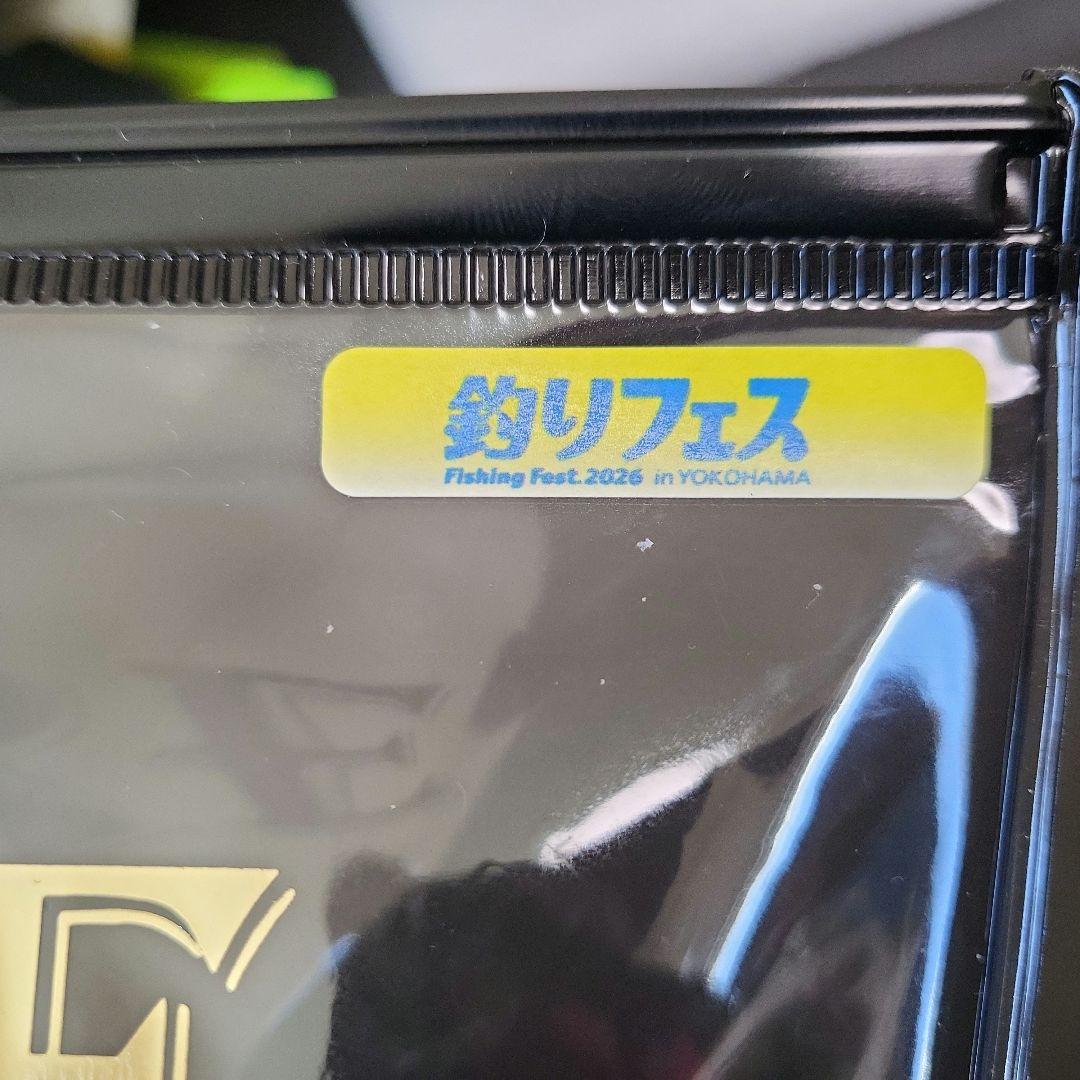 釣りフェス
Fishing Fest.2026 in YOKOHAMA